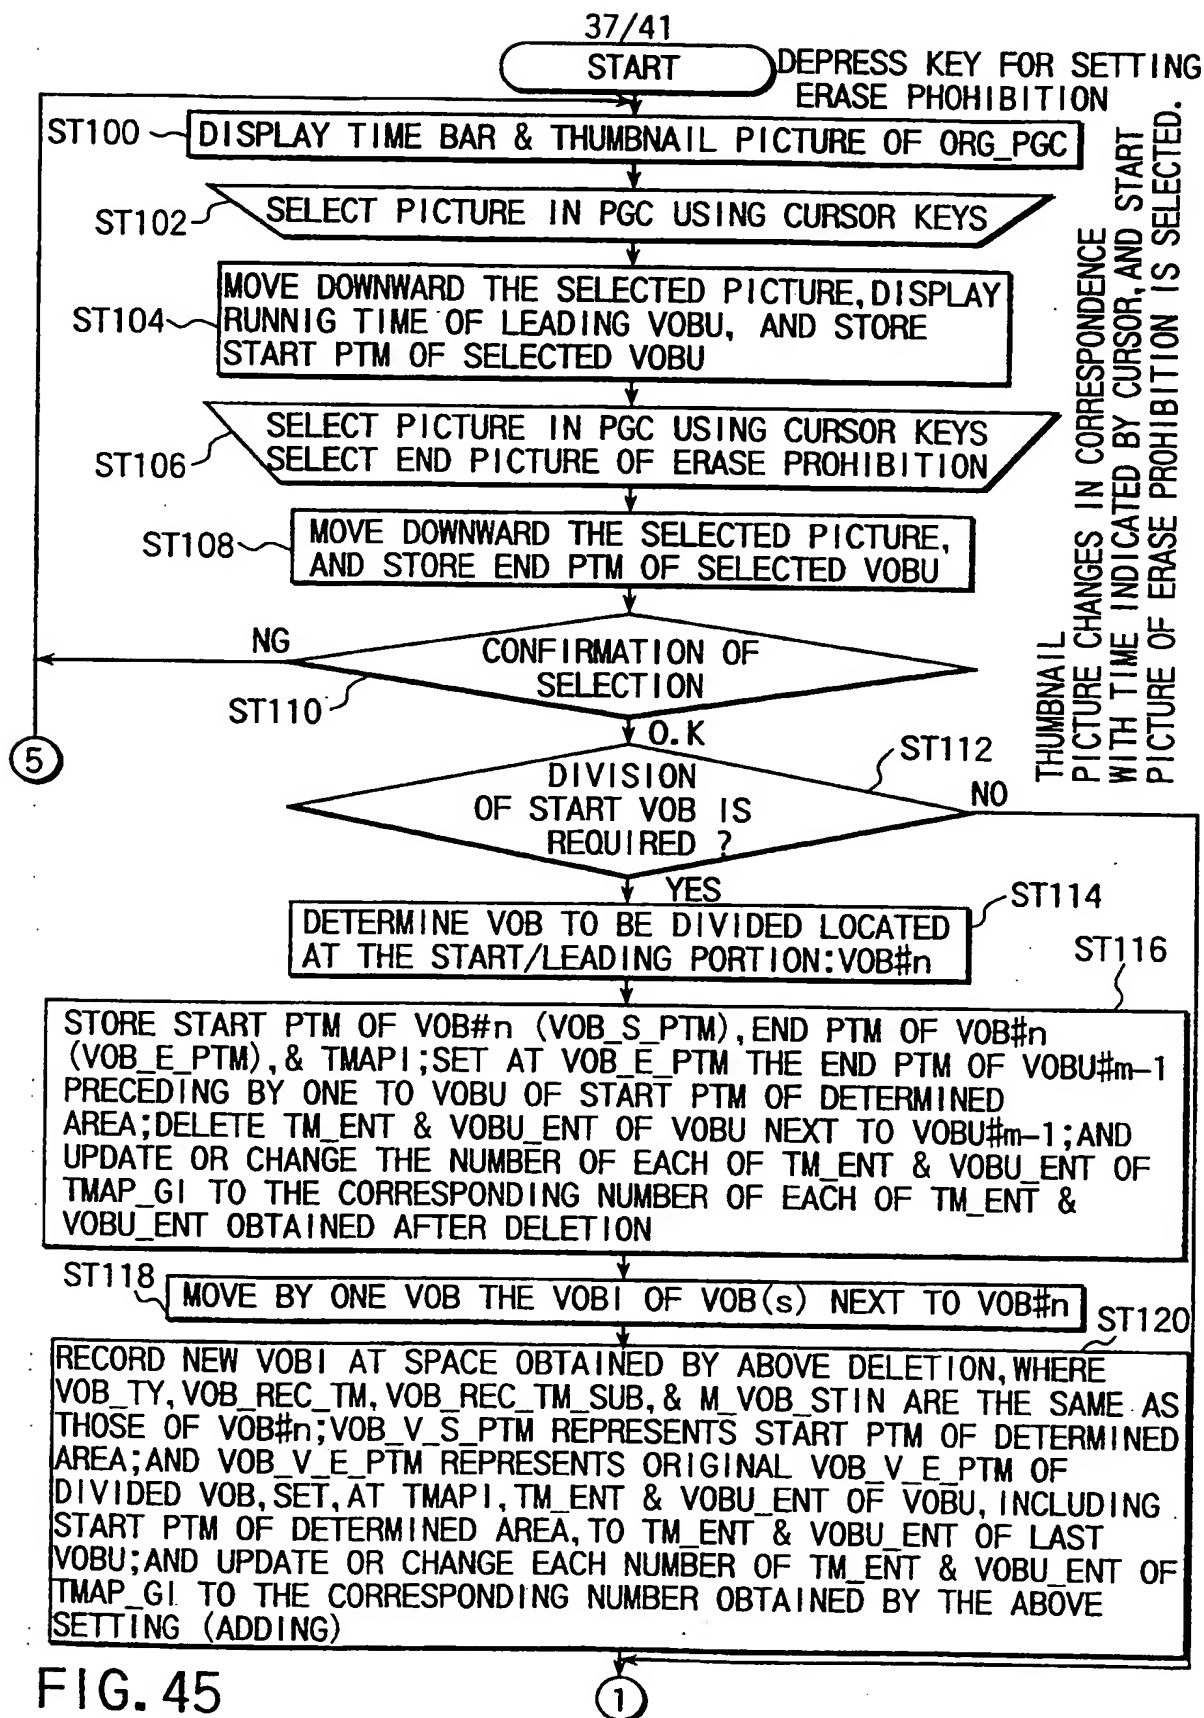 37/41
START
DEPRESS KEY FOR SETTING
ERASE PHOHIBITION
ST100
DISPLAY TIME BAR & THUMBNAIL PICTURE OF ORG_PGC
ST102
SELECT PICTURE IN PGC USING CURSOR KEYS
ST104
MOVE DOWNWARD THE SELECTED PICTURE, DISPLAY
RUNNIG TIME OF LEADING VOBU, AND STORE
START PTM OF SELECTED VOBU
ST106
SELECT PICTURE IN PGC USING CURSOR KEYS
SELECT END PICTURE OF ERASE PROHIBITION
ST108
MOVE DOWNWARD THE SELECTED PICTURE,
AND STORE END PTM OF SELECTED VOBU
THUMBNAIL
PICTURE CHANGES IN CORRESPONDENCE
WITH TIME INDICATED BY CURSOR, AND START
PICTURE OF ERASE PROHIBITION IS SELECTED.
NG
CONFIRMATION OF
SELECTION
ST110
O.K
5
ST112
DIVISION
OF START VOB IS
REQUIRED ?
NO
YES
ST114
DETERMINE VOB TO BE DIVIDED LOCATED
AT THE START/LEADING PORTION:VOB#n
ST116
STORE START PTM OF VOB#n (VOB_S_PTM), END PTM OF VOB#n
(VOB_E_PTM), & TMAPI;SET AT VOB_E_PTM THE END PTM OF VOBU#m-1
PRECEDING BY ONE TO VOBU OF START PTM OF DETERMINED
AREA;DELETE TM_ENT & VOBU_ENT OF VOBU NEXT TO VOBU#m-1;AND
UPDATE OR CHANGE THE NUMBER OF EACH OF TM_ENT & VOBU_ENT OF
TMAP_GI TO THE CORRESPONDING NUMBER OF EACH OF TM_ENT &
VOBU_ENT OBTAINED AFTER DELETION
ST118
MOVE BY ONE VOB THE VOBI OF VOB(s) NEXT TO VOB#n
ST120
RECORD NEW VOBI AT SPACE OBTAINED BY ABOVE DELETION, WHERE
VOB_TY, VOB_REC_TM, VOB_REC_TM_SUB, & M_VOB_STIN ARE THE SAME AS
THOSE OF VOB#n;VOB_V_S_PTM REPRESENTS START PTM OF DETERMINED
AREA;AND VOB_V_E_PTM REPRESENTS ORIGINAL VOB_V_E_PTM OF
DIVIDED VOB, SET, AT TMAPI, TM_ENT & VOBU_ENT OF VOBU, INCLUDING
START PTM OF DETERMINED AREA, TO TM_ENT & VOBU_ENT OF LAST
VOBU;AND UPDATE OR CHANGE EACH NUMBER OF TM_ENT & VOBU_ENT OF
TMAP_GI TO THE CORRESPONDING NUMBER OBTAINED BY THE ABOVE
SETTING (ADDING)
FIG. 45
1